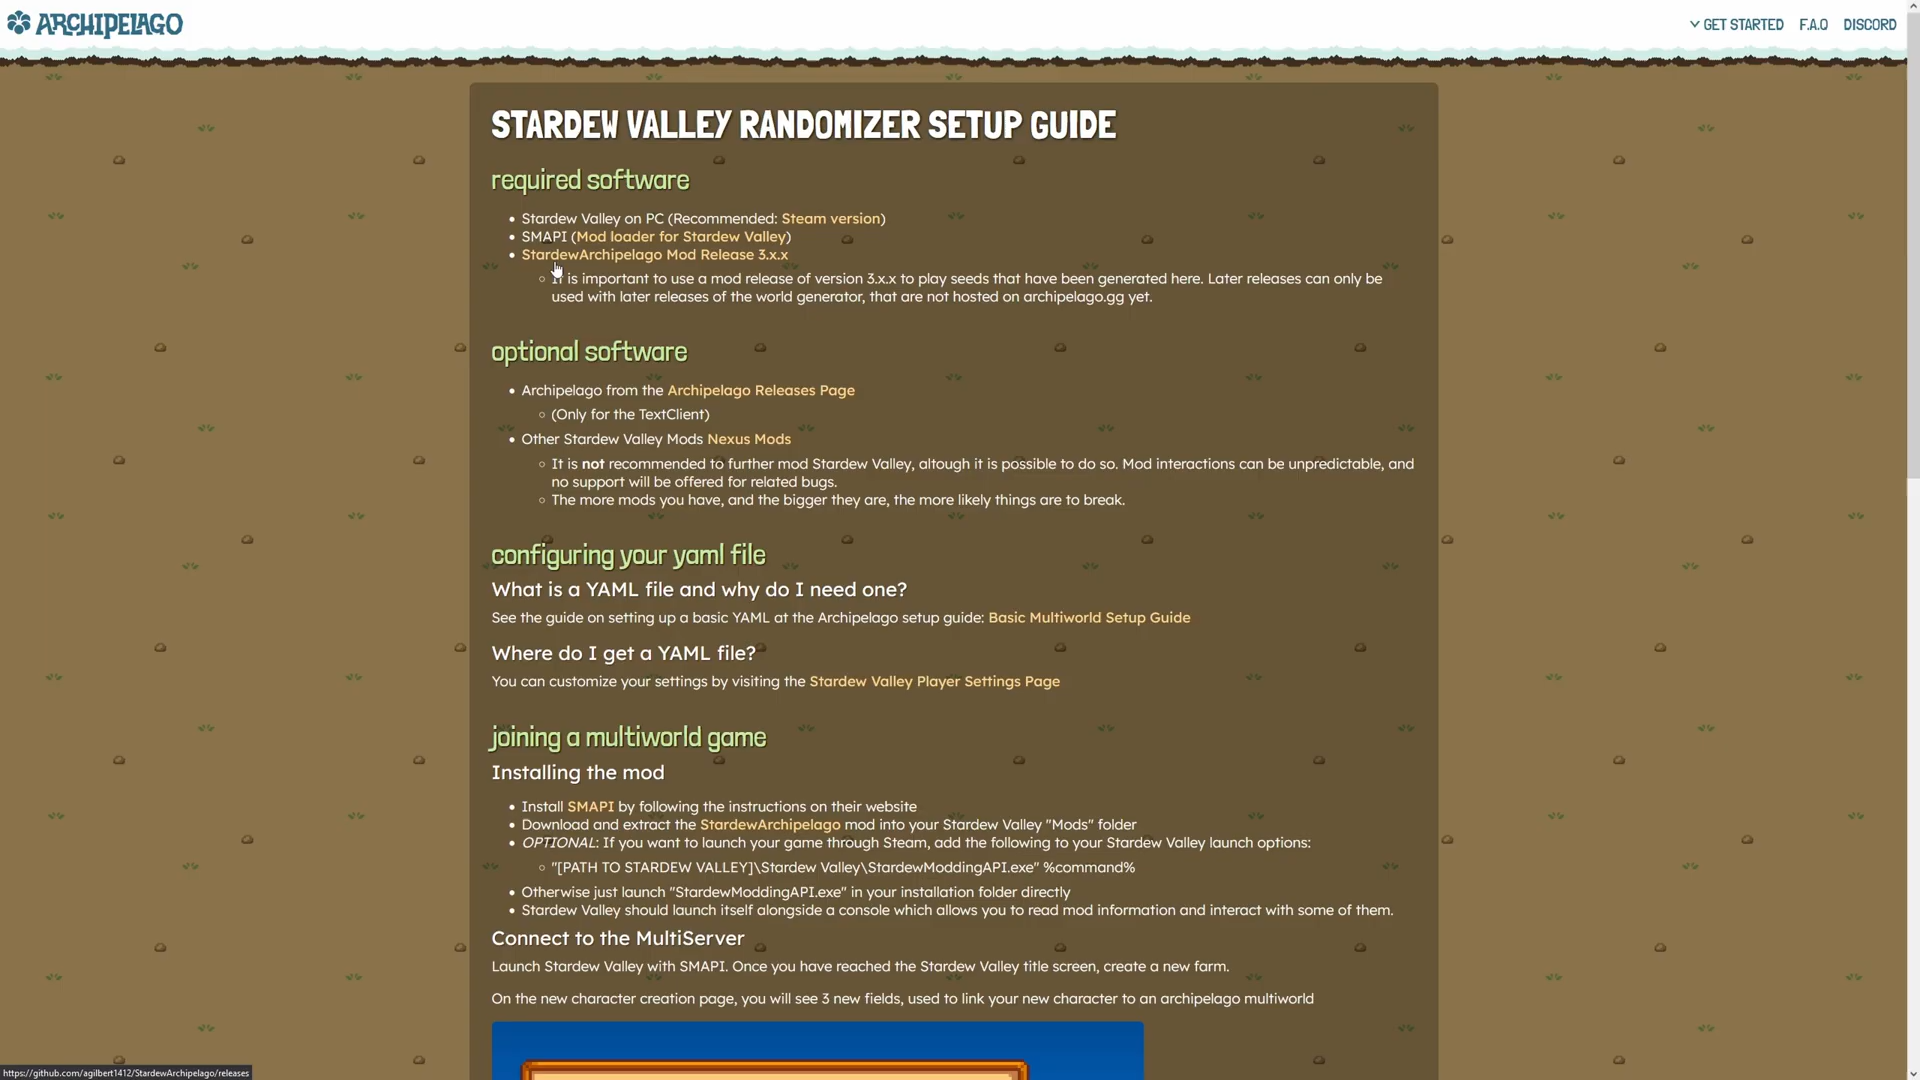 ARCHIPELAGO
GET STARTED
F.A.Q
DISCORD
STARDEW VALLEY RANDOMIZER SETUP GUIDE
required software
• Stardew Valley on PC (Recommended: Steam version)
• SMAPI (Mod loader for Stardew Valley)
• StardewArchipelago Mod Release 3.x.x
◦ It is important to use a mod release of version 3.x.x to play seeds that have been generated here. Later releases can only be
used with later releases of the world generator, that are not hosted on archipelago.gg yet.
optional software
• Archipelago from the Archipelago Releases Page
◦ (Only for the TextClient)
• Other Stardew Valley Mods Nexus Mods
◦ It is not recommended to further mod Stardew Valley, altough it is possible to do so. Mod interactions can be unpredictable, and
no support will be offered for related bugs.
◦ The more mods you have, and the bigger they are, the more likely things are to break.
configuring your yaml file
What is a YAML file and why do I need one?
See the guide on setting up a basic YAML at the Archipelago setup guide: Basic Multiworld Setup Guide
Where do I get a YAML file?
You can customize your settings by visiting the Stardew Valley Player Settings Page
joining a multiworld game
Installing the mod
• Install SMAPI by following the instructions on their website
• Download and extract the StardewArchipelago mod into your Stardew Valley "Mods" folder
• OPTIONAL: If you want to launch your game through Steam, add the following to your Stardew Valley launch options:
◦ "[PATH TO STARDEW VALLEY]\Stardew Valley\StardewModdingAPI.exe" %command%
• Otherwise just launch "StardewModdingAPI.exe" in your installation folder directly
• Stardew Valley should launch itself alongside a console which allows you to read mod information and interact with some of them.
Connect to the MultiServer
Launch Stardew Valley with SMAPI. Once you have reached the Stardew Valley title screen, create a new farm.
On the new character creation page, you will see 3 new fields, used to link your new character to an archipelago multiworld
https://github.com/agilbert1412/StardewArchipelago/releases